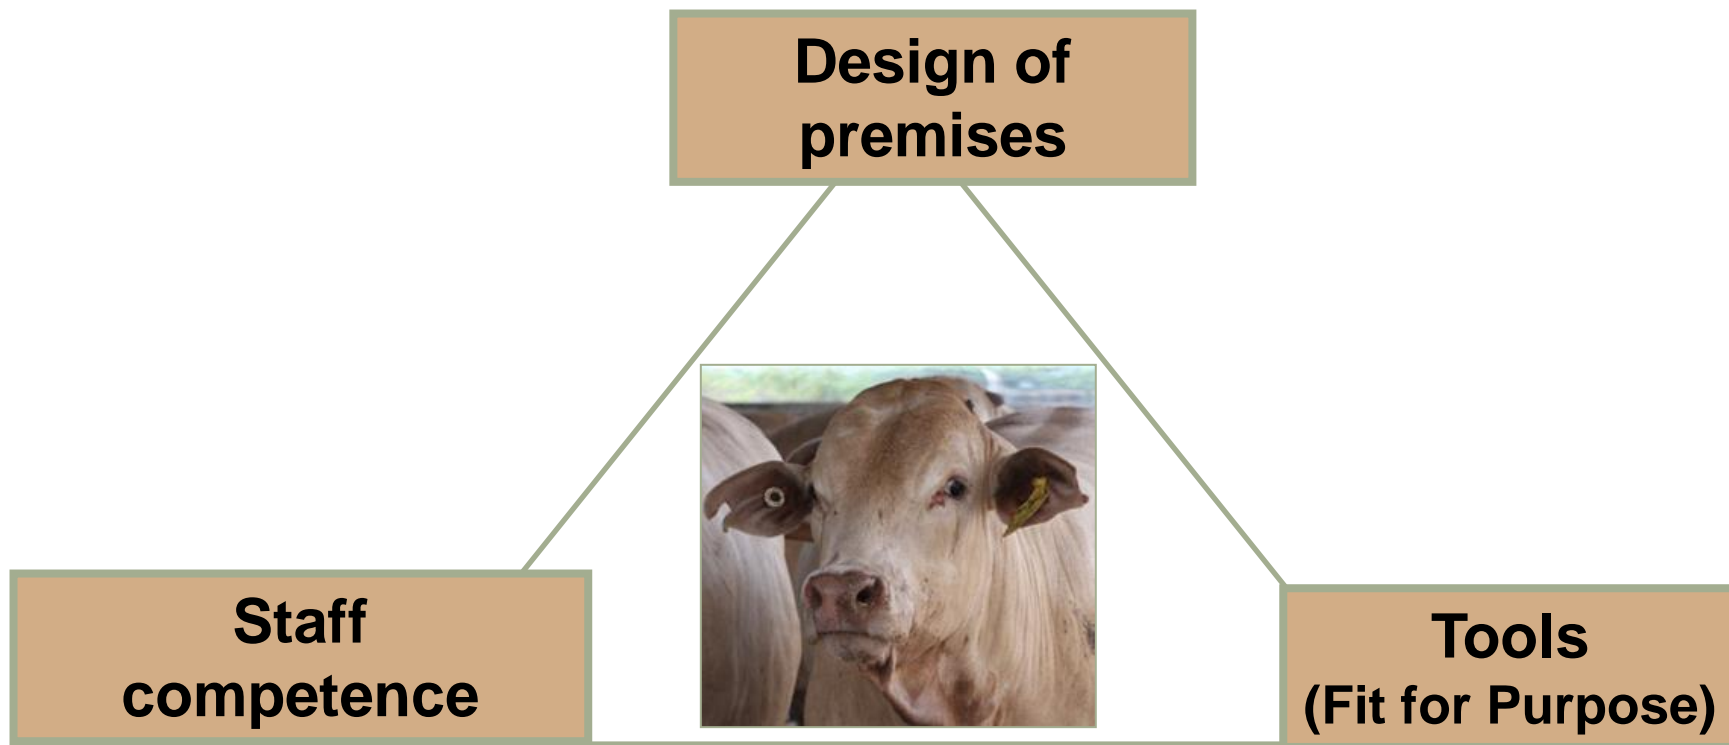 Design of
premises
Staff
competence
Tools
(Fit for Purpose)